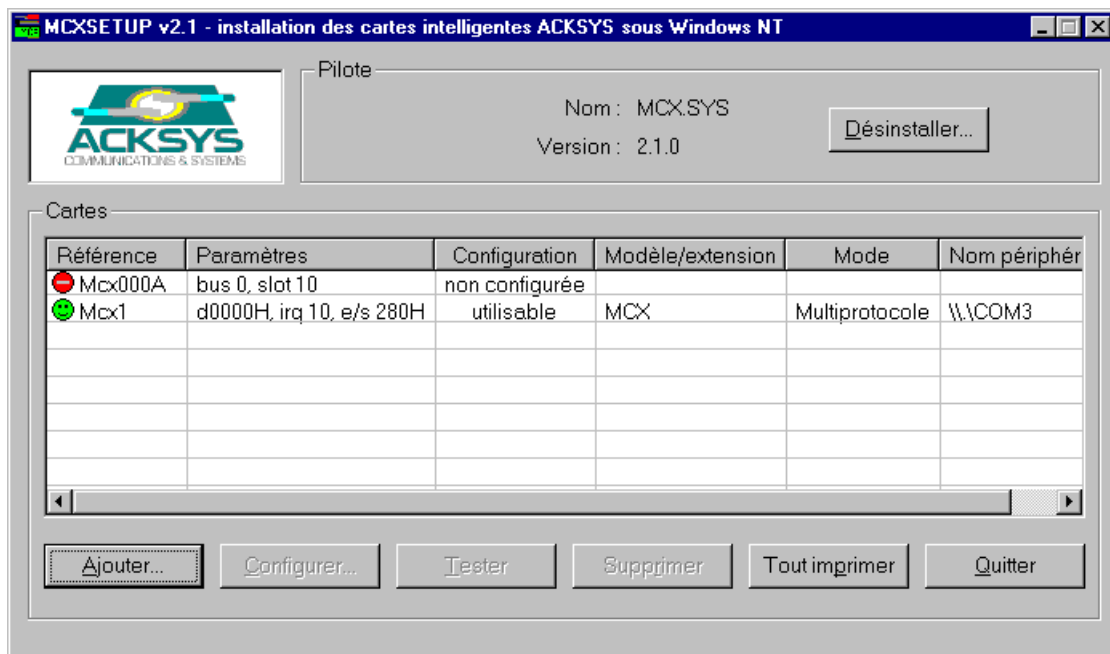 MCXSETUP v2.1 - installation des cartes intelligentes ACKSYS sous Windows NT
ACKSYS
COMMUNICATIONS & SYSTEMS
Pilote
Nom : MCX.SYS
Version : 2.1.0
Désinstaller...
Cartes
Référence Paramètres Configuration Modèle/extension Mode Nom périphér
Mcx000A bus 0, slot 10 non configurée
Mcx1 d0000H, irq 10, e/s 280H utilisable MCX Multiprotocole \\.\COM3
Ajouter... Configurer... Tester Supprimer Tout imprimer Quitter